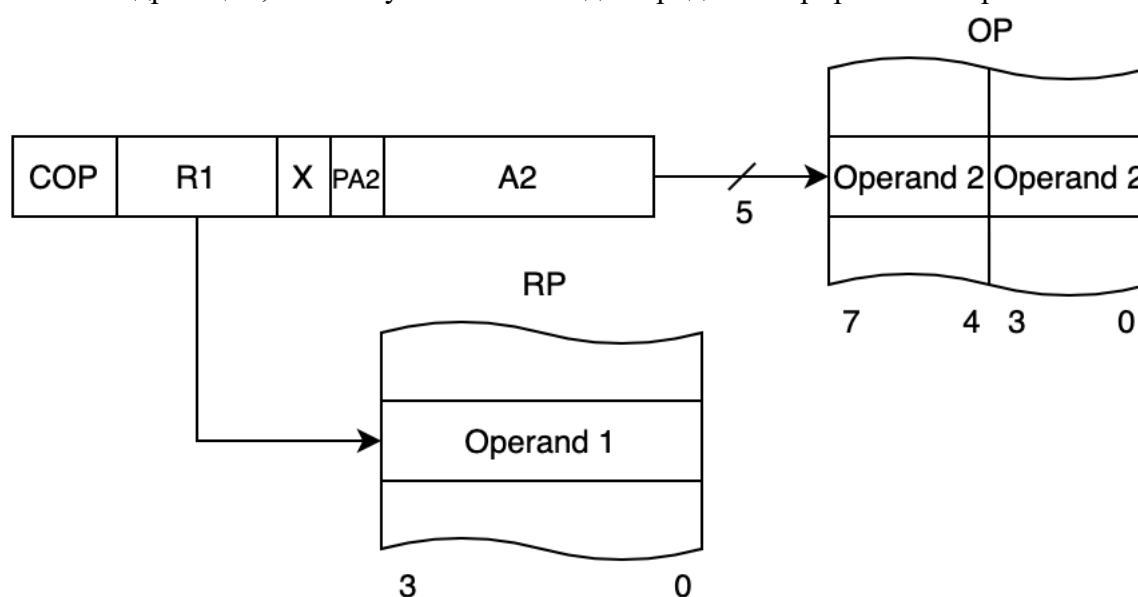 OP
COP R1 X PA2 A2
Operand 2 Operand 2
5
RP
7 4 3 0
Operand 1
3 0